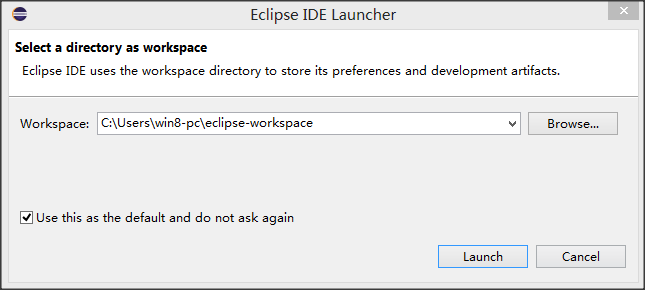 Eclipse IDE Launcher
Select a directory as workspace
Eclipse IDE uses the workspace directory to store its preferences and development artifacts.
Workspace: C:\Users\win8-pc\eclipse-workspace Browse...
Use this as the default and do not ask again
Launch Cancel